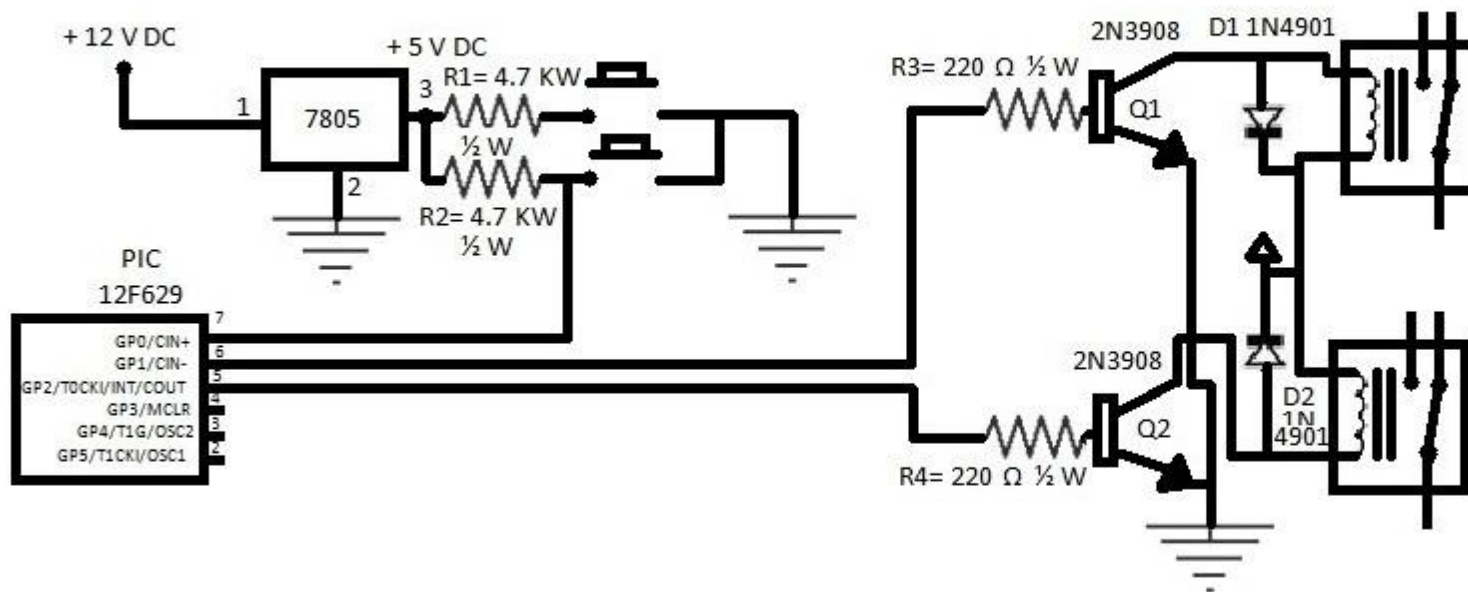 + 12 V DC
+ 5 V DC
1
7805
3
2
R1= 4.7 KW
½ W
R2= 4.7 KW
½ W
PIC
12F629
GP0/CIN+
7
GP1/CIN-
6
GP2/T0CKI/INT/COUT
5
GP3/MCLR
4
GP4/T1G/OSC2
3
GP5/T1CKI/OSC1
2
R3= 220 Ω ½ W
2N3908
Q1
D1 1N4901
2N3908
Q2
R4= 220 Ω ½ W
D2
1N
4901